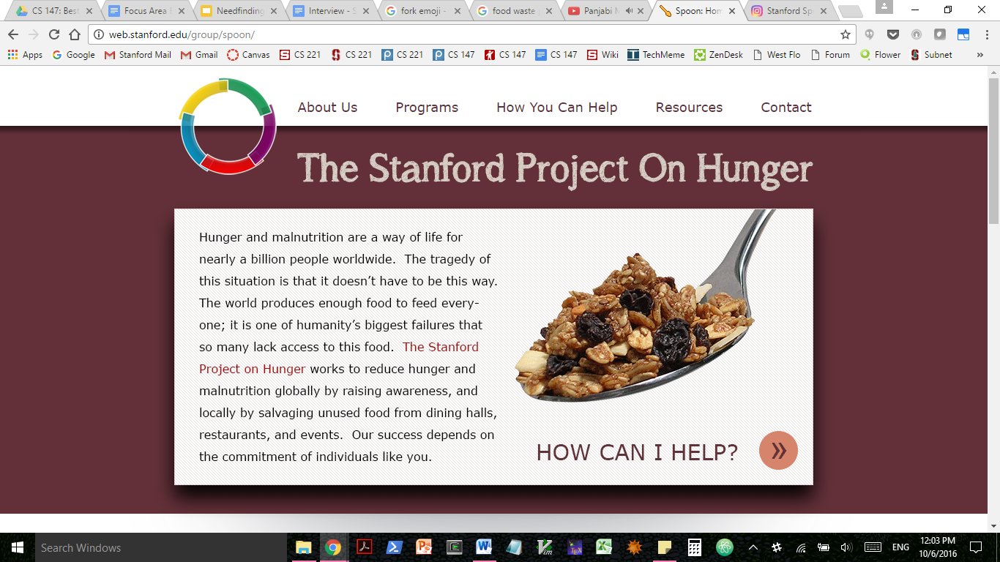 CS 147: Best
Focus Area
Needfinding
Interview - S
fork emoji -
food waste
Panjabi M
Spoon: Hom
Stanford Sp
web.stanford.edu/group/spoon/
Apps Google Stanford Mail Gmail Canvas CS 221 CS 221 CS 221 CS 147 CS 147 CS 147 Wiki TechMeme ZenDesk West Flo Forum Flower Subnet »
About Us Programs How You Can Help Resources Contact
The Stanford Project On Hunger
Hunger and malnutrition are a way of life for
nearly a billion people worldwide. The tragedy of
this situation is that it doesn’t have to be this way.
The world produces enough food to feed every-
one; it is one of humanity’s biggest failures that
so many lack access to this food. The Stanford
Project on Hunger works to reduce hunger and
malnutrition globally by raising awareness, and
locally by salvaging unused food from dining halls,
restaurants, and events. Our success depends on
the commitment of individuals like you.
HOW CAN I HELP? »
Search Windows
ENG
12:03 PM
10/6/2016